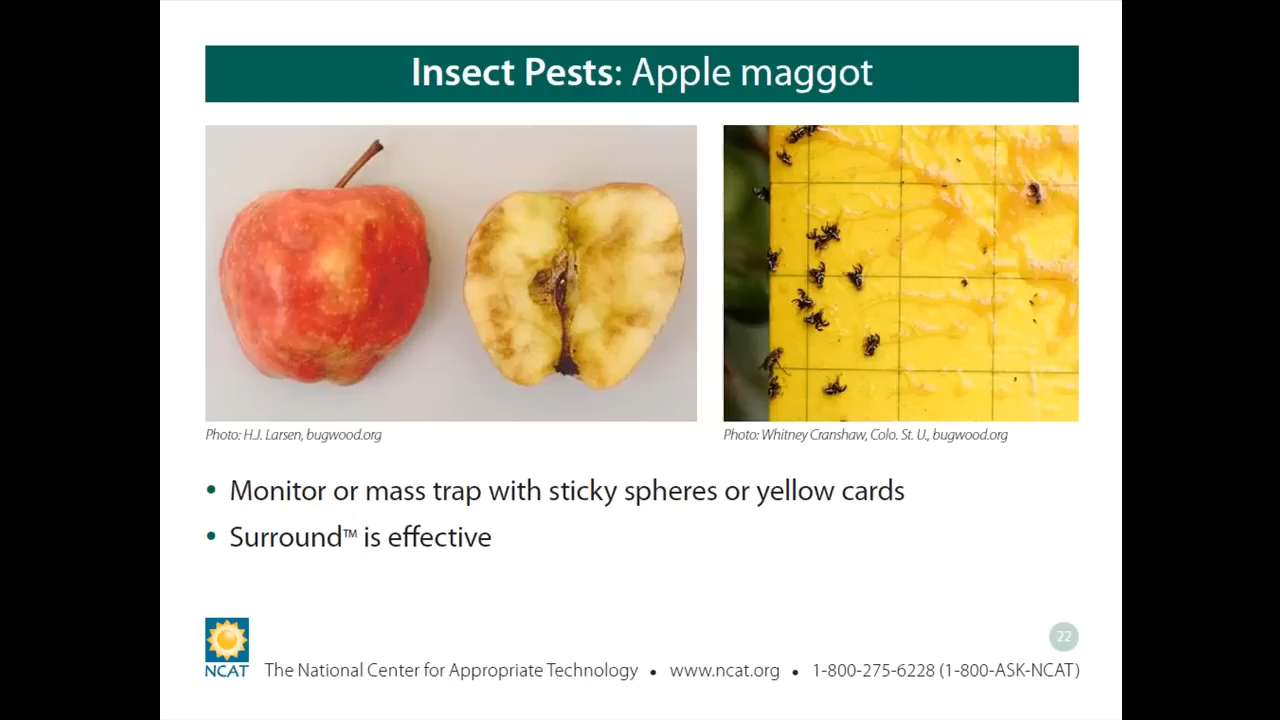 Insect Pests: Apple maggot
Photo: H.J. Larsen, bugwood.org
Photo: Whitney Cranshaw, Colo. St. U., bugwood.org
• Monitor or mass trap with sticky spheres or yellow cards
• Surround™ is effective
22
NCAT
The National Center for Appropriate Technology • www.ncat.org • 1-800-275-6228 (1-800-ASK-NCAT)